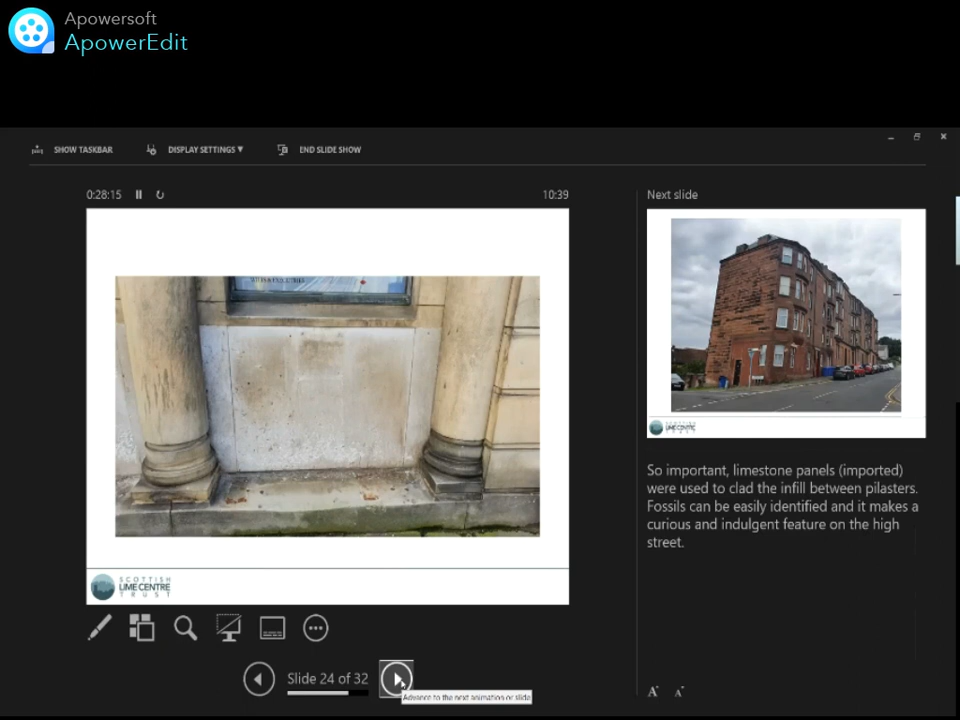 Apowersoft
ApowerEdit
SHOW TASKBAR
DISPLAY SETTINGS ▼
END SLIDE SHOW
0:28:15
10:39
Next slide
SCOTTISH
LIME CENTRE
TRUST
LIME CENTRE
So important, limestone panels (imported)
were used to clad the infill between pilasters.
Fossils can be easily identified and it makes a
curious and indulgent feature on the high
street.
Slide 24 of 32
Advance to the next animation or slide
A A